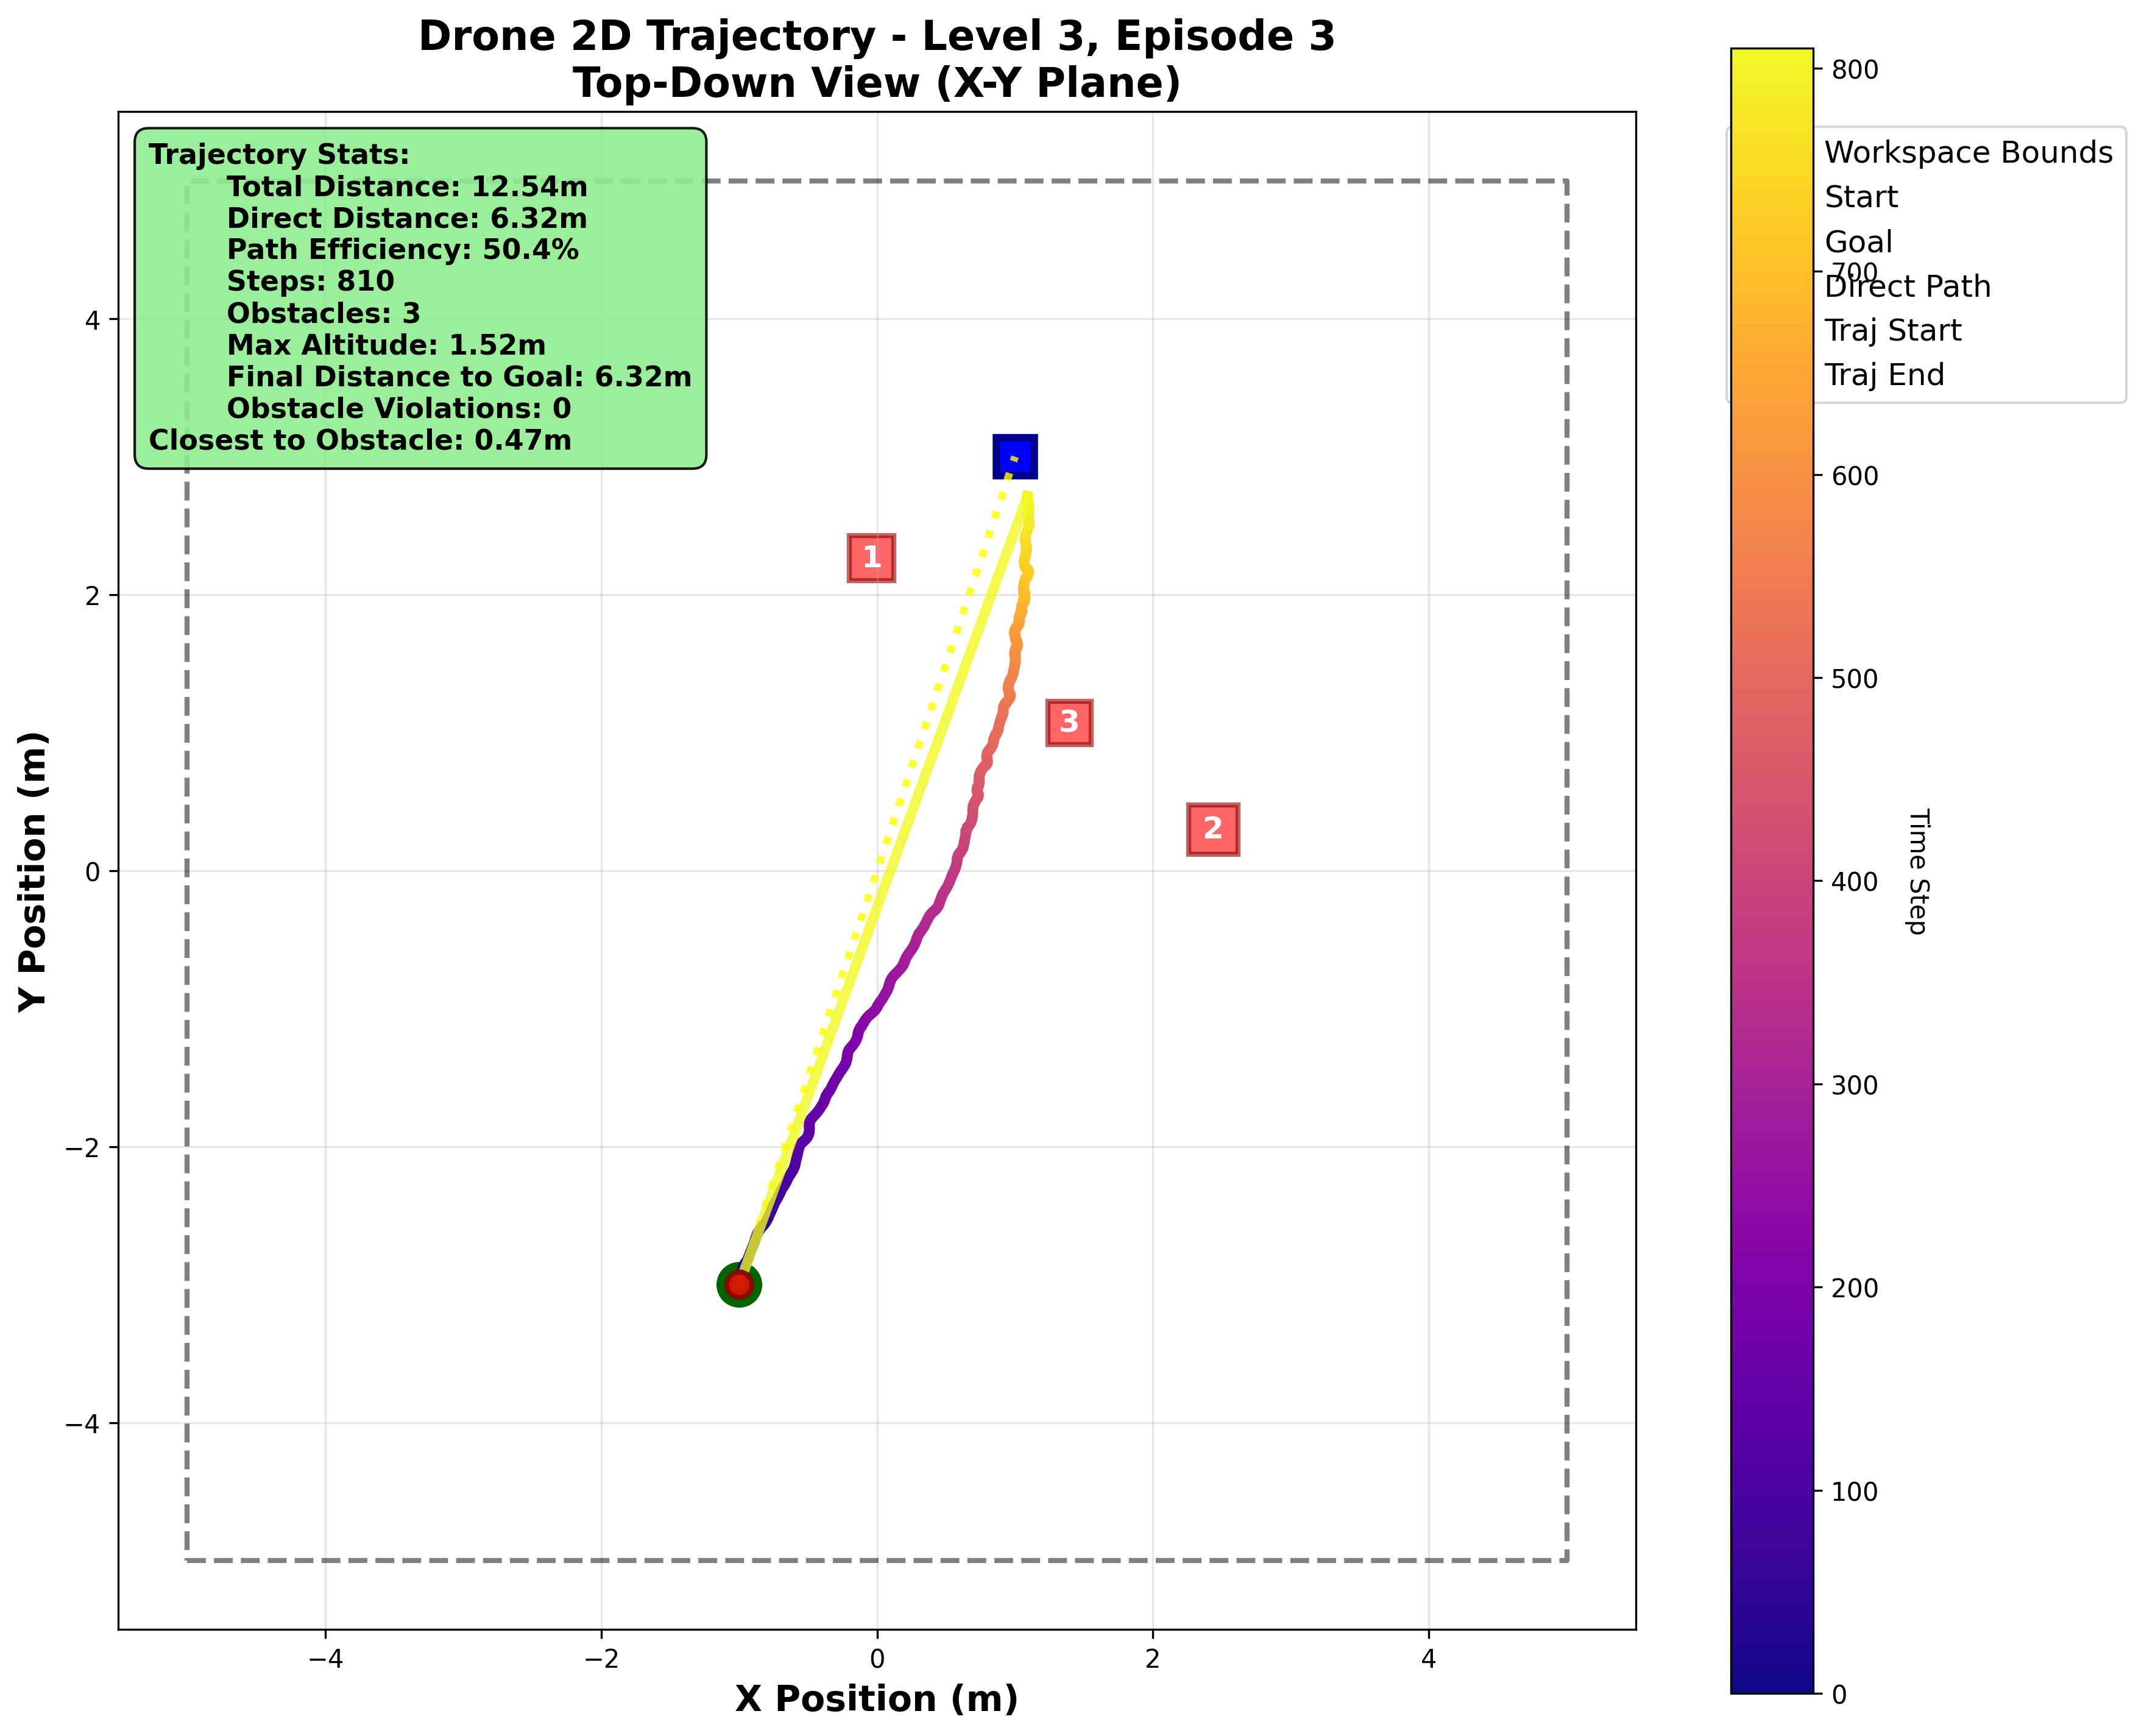 Drone 2D Trajectory - Level 3, Episode 3
Top-Down View (X-Y Plane)
Trajectory Stats:
Total Distance: 12.54m
Direct Distance: 6.32m
Path Efficiency: 50.4%
Steps: 810
Obstacles: 3
Max Altitude: 1.52m
Final Distance to Goal: 6.32m
Obstacle Violations: 0
Closest to Obstacle: 0.47m
Workspace Bounds
Start
Goal
Direct Path
Traj Start
Traj End
1
3
2
Y Position (m)
4
2
0
−2
−4
−4
−2
0
2
4
X Position (m)
800
700
600
500
400
300
200
100
0
Time Step